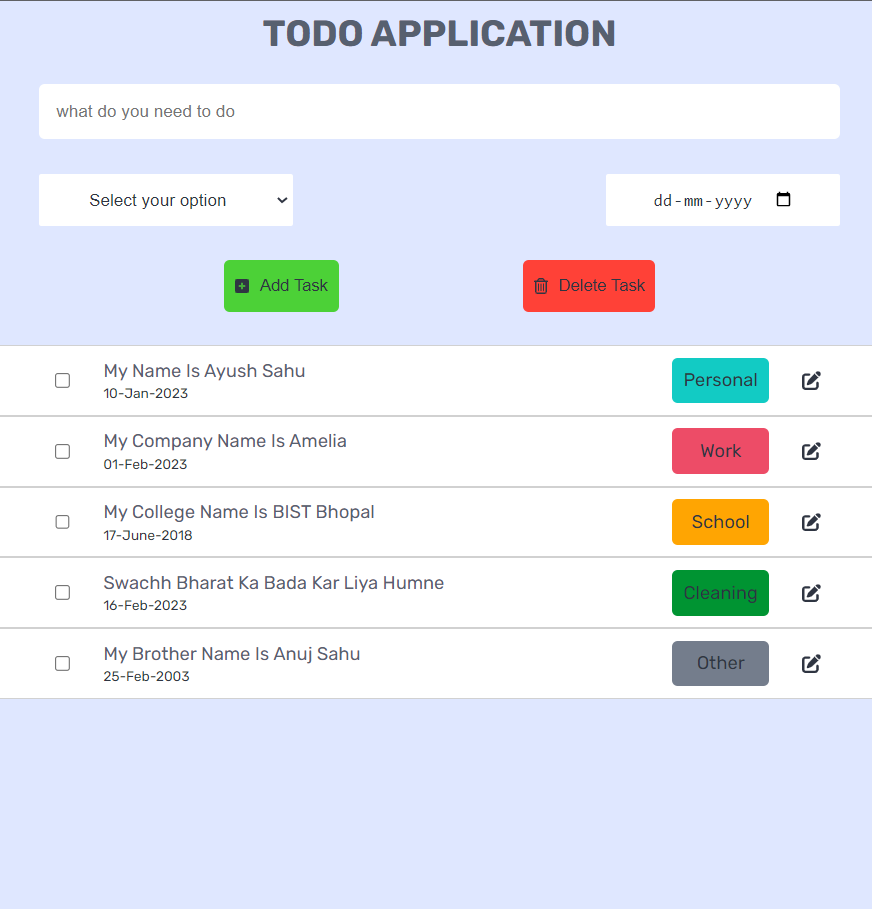 TODO APPLICATION
what do you need to do
Select your option
dd-mm-yyyy
Add Task
Delete Task
My Name Is Ayush Sahu
10-Jan-2023
Personal
My Company Name Is Amelia
01-Feb-2023
Work
My College Name Is BIST Bhopal
17-June-2018
School
Swachh Bharat Ka Bada Kar Liya Humne
16-Feb-2023
Cleaning
My Brother Name Is Anuj Sahu
25-Feb-2003
Other